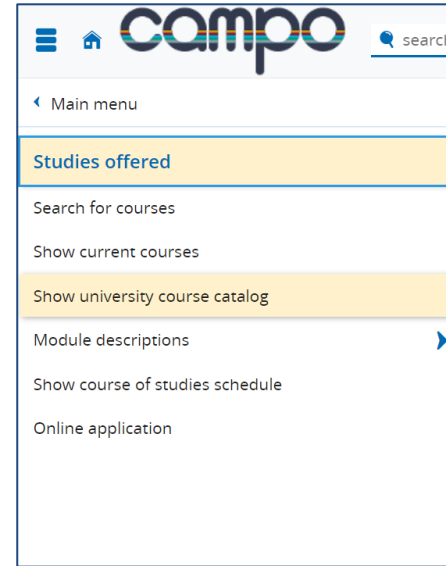 campo
search
Main menu
Studies offered
Search for courses
Show current courses
Show university course catalog
Module descriptions
Show course of studies schedule
Online application